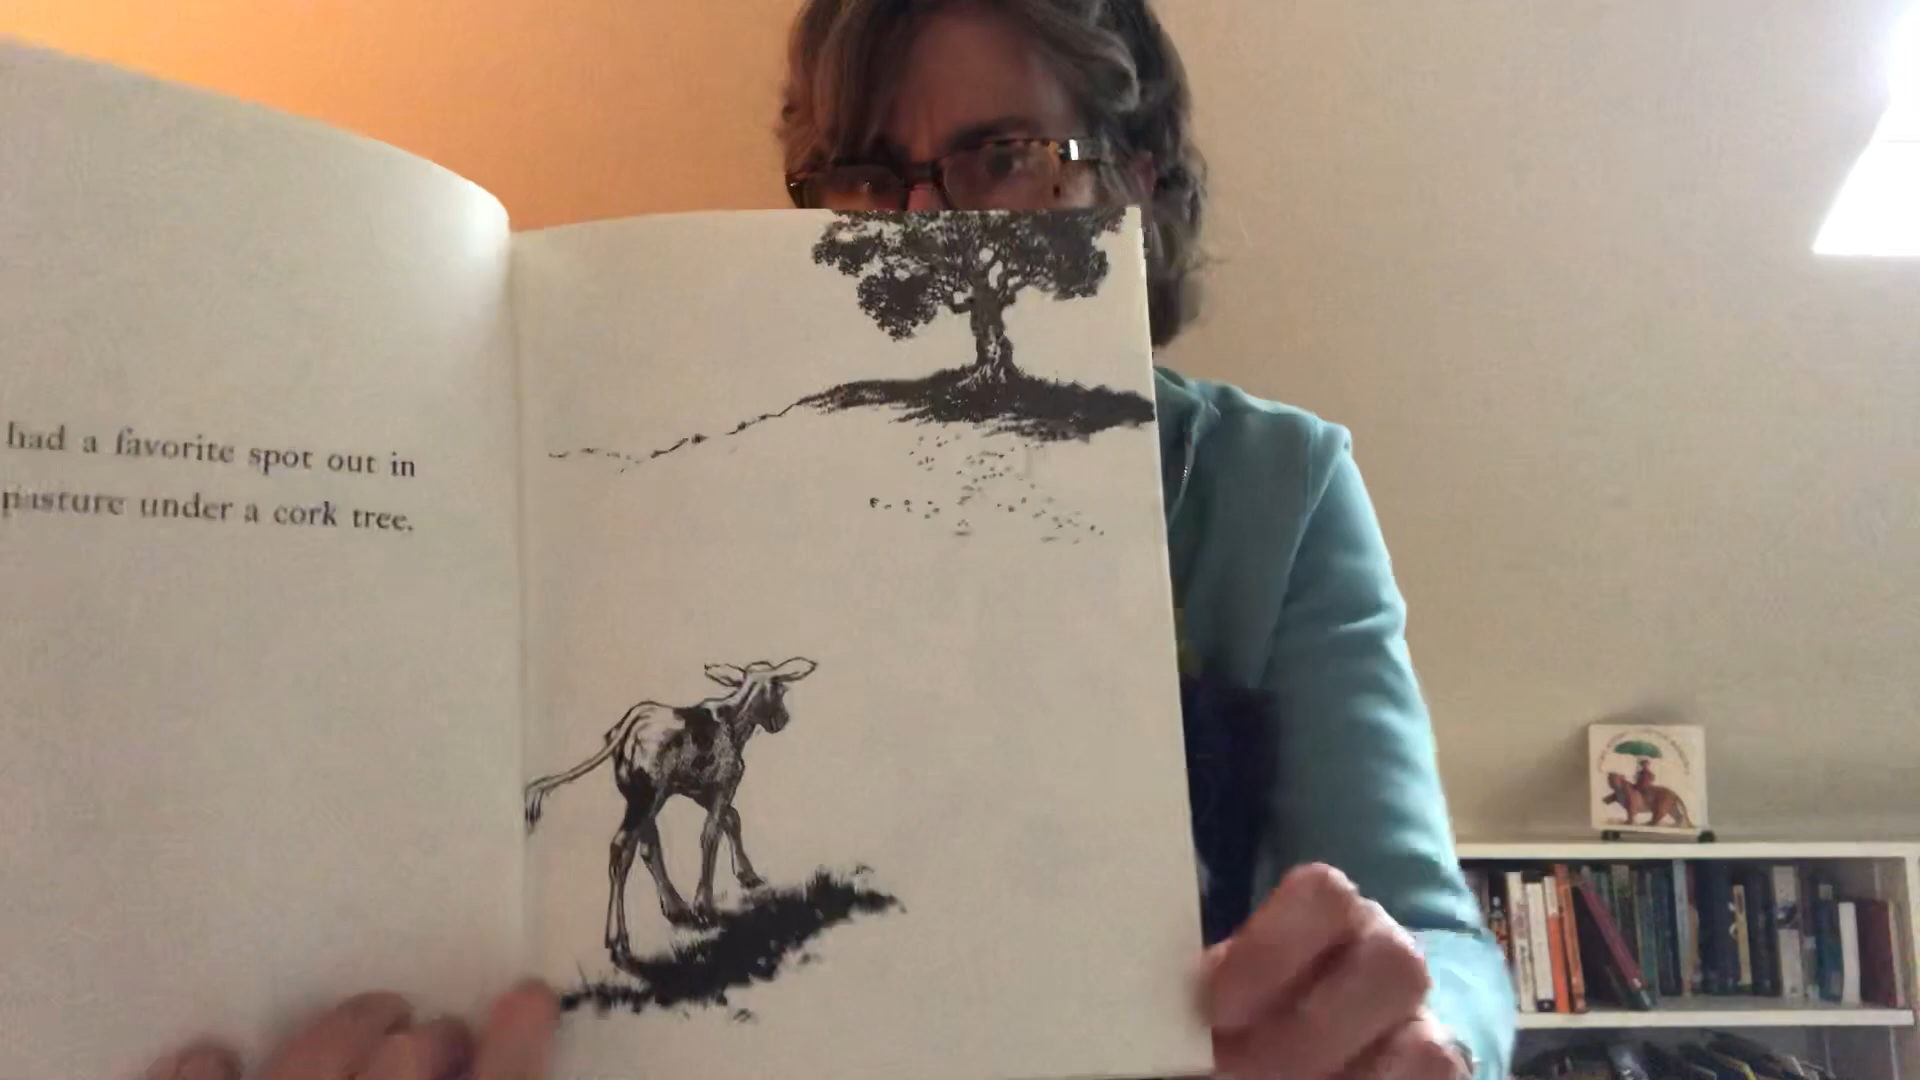 had a favorite spot out in
pasture under a cork tree.